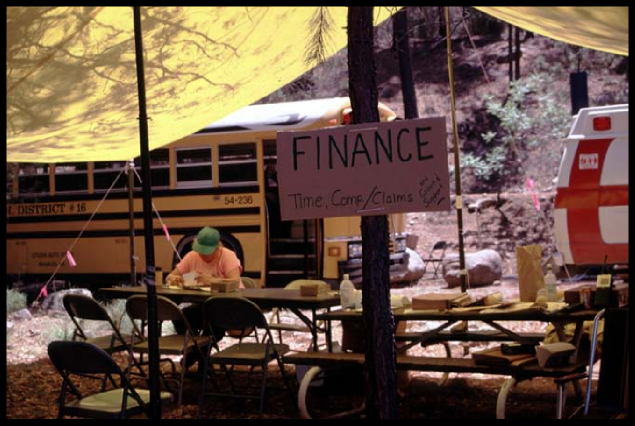 FINANCE
Time, Comp/Claims
54-236
L DISTRICT # 16